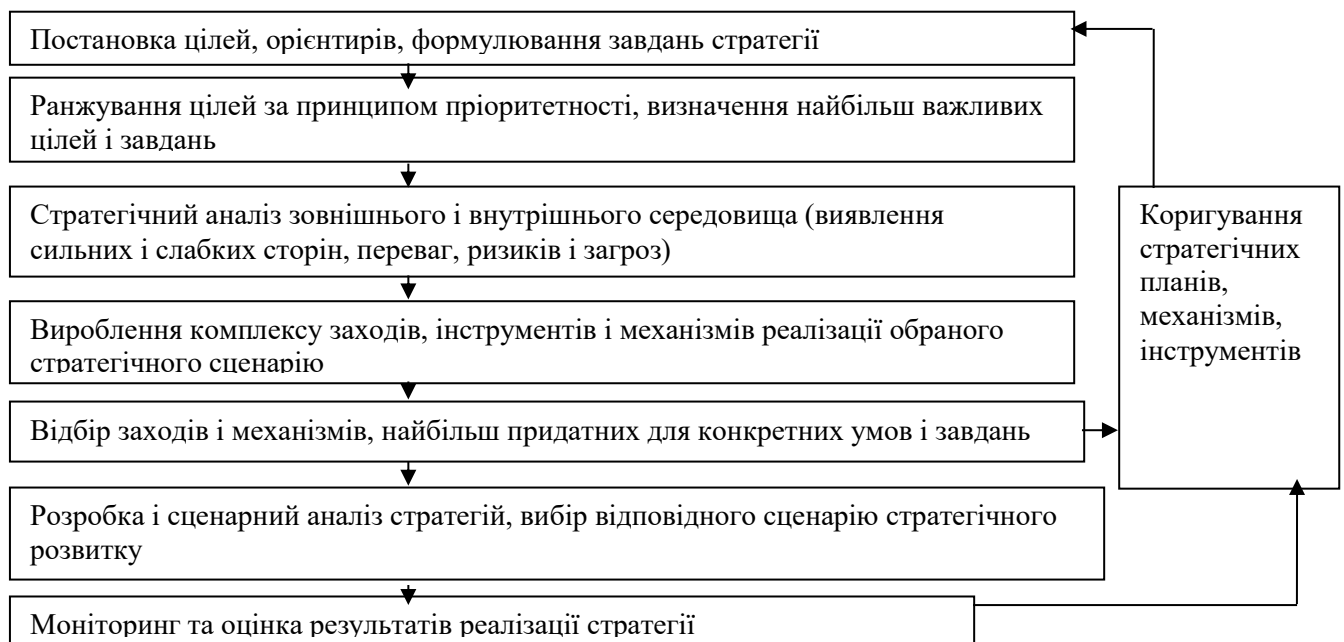 Постановка цілей, орієнтирів, формулювання завдань стратегії
Ранжування цілей за принципом пріоритетності, визначення найбільш важливих
цілей і завдань
Стратегічний аналіз зовнішнього і внутрішнього середовища (виявлення
сильних і слабких сторін, переваг, ризиків і загроз)
Вироблення комплексу заходів, інструментів і механізмів реалізації обраного
стратегічного сценарію
Відбір заходів і механізмів, найбільш придатних для конкретних умов і завдань
Розробка і сценарний аналіз стратегій, вибір відповідного сценарію стратегічного
розвитку
Моніторинг та оцінка результатів реалізації стратегії
Коригування
стратегічних
планів,
механізмів,
інструментів